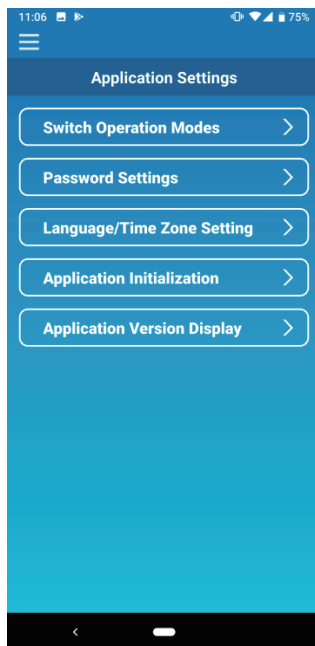 11:06 75%
Application Settings
Switch Operation Modes
Password Settings
Language/Time Zone Setting
Application Initialization
Application Version Display